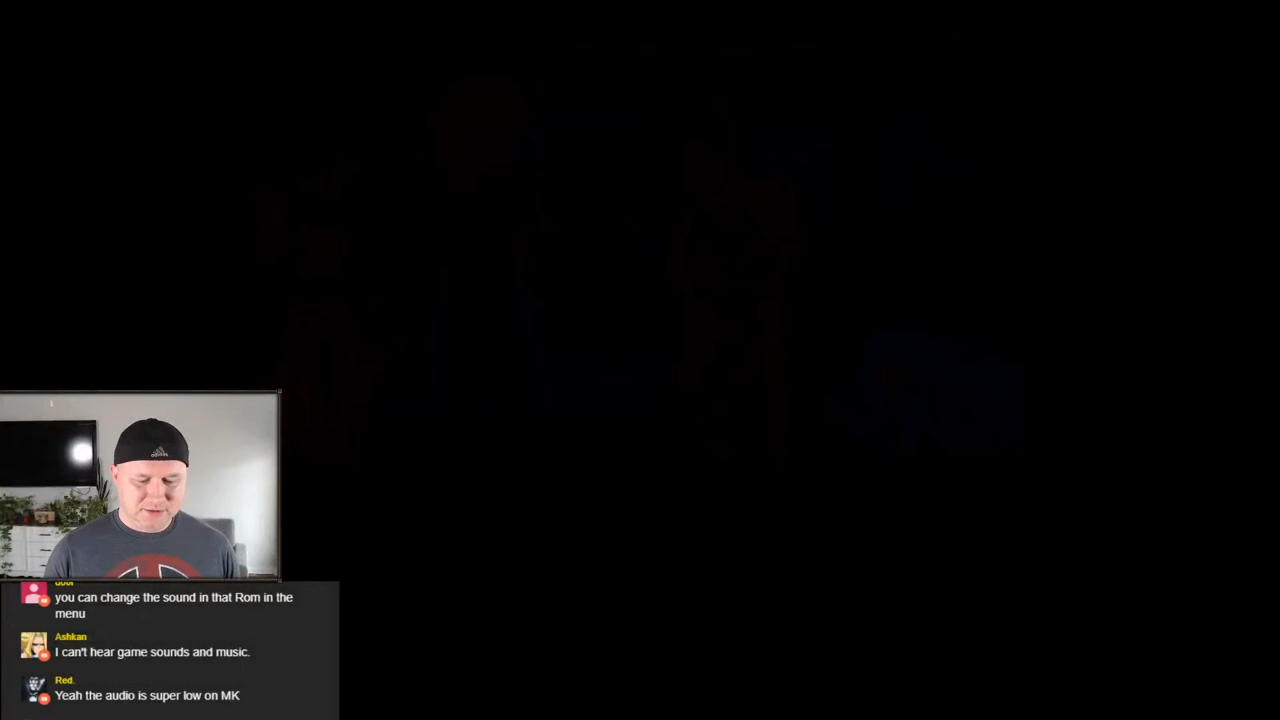 adidas
you can change the sound in that Rom in the
menu
Ashkan
I can't hear game sounds and music.
Red.
Yeah the audio is super low on MK